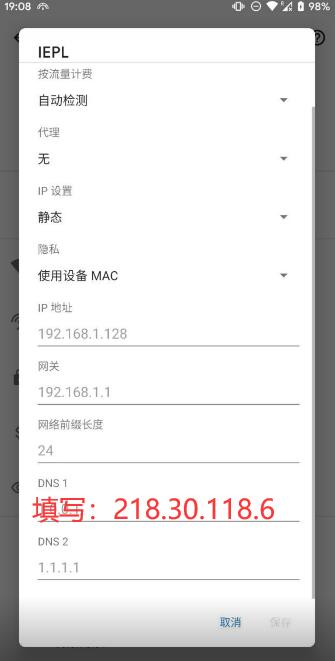 19:08
98%
IEPL
按流量计费
自动检测
代理
无
IP 设置
静态
隐私
使用设备 MAC
IP 地址
192.168.1.128
网关
192.168.1.1
网络前缀长度
24
DNS 1
填写：218.30.118.6
DNS 2
1.1.1.1
取消
保存